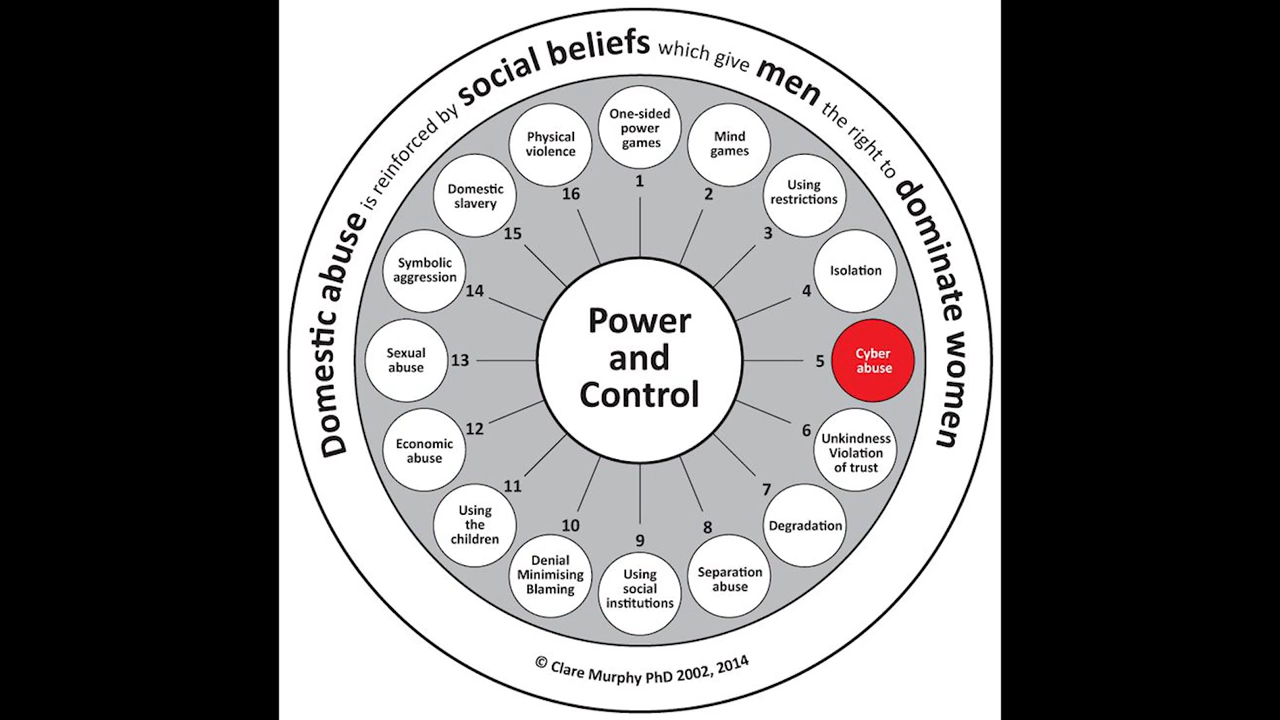 Domestic abuse is reinforced by social beliefs which give men the right to dominate women
One-sided
power
games
1
Mind
games
2
Using
restrictions
3
Isolation
4
Cyber
abuse
5
Unkindness
Violation
of trust
6
Degradation
7
Separation
abuse
8
Using
social
institutions
9
Denial
Minimising
Blaming
10
Using
the
children
11
Economic
abuse
12
Sexual
abuse
13
Symbolic
aggression
14
Domestic
slavery
15
Physical
violence
16
Power
and
Control
© Clare Murphy PhD 2002, 2014